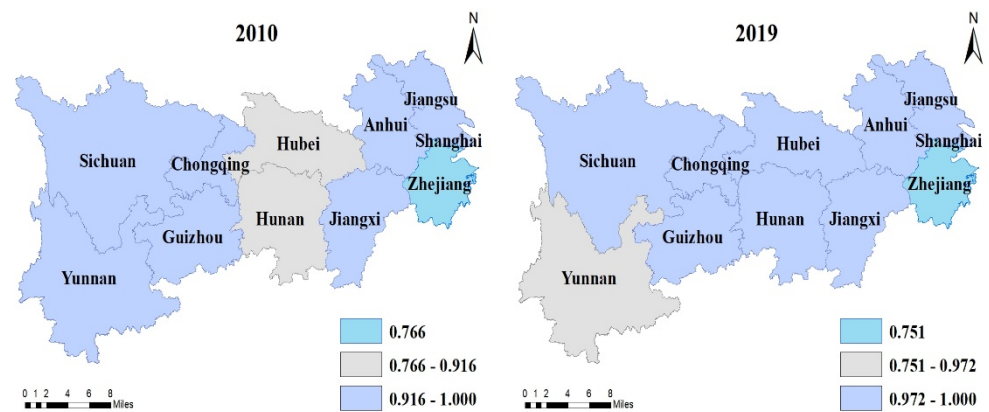 2010
N
Jiangsu
Anhui
Shanghai
Hubei
Sichuan
Chongqing
Zhejiang
Hunan
Jiangxi
Guizhou
Yunnan
0.766
0.766 - 0.916
0.916 - 1.000
0 1 2 4 6 8
Miles
2019
N
Jiangsu
Anhui
Shanghai
Hubei
Sichuan
Chongqing
Zhejiang
Hunan
Jiangxi
Guizhou
Yunnan
0.751
0.751 - 0.972
0.972 - 1.000
0 1 2 4 6 8
Miles